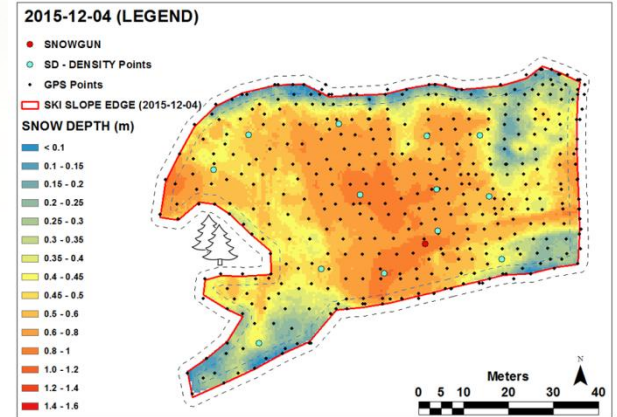 2015-12-04 (LEGEND)
SNOWGUN
SD - DENSITY Points
GPS Points
SKI SLOPE EDGE (2015-12-04)
SNOW DEPTH (m)
< 0.1
0.1 - 0.15
0.15 - 0.2
0.2 - 0.25
0.25 - 0.3
0.3 - 0.35
0.35 - 0.4
0.4 - 0.45
0.45 - 0.5
0.5 - 0.6
0.6 - 0.8
0.8 - 1
1.0 - 1.2
1.2 - 1.4
1.4 - 1.6
N
Meters
0 5 10 20 30 40